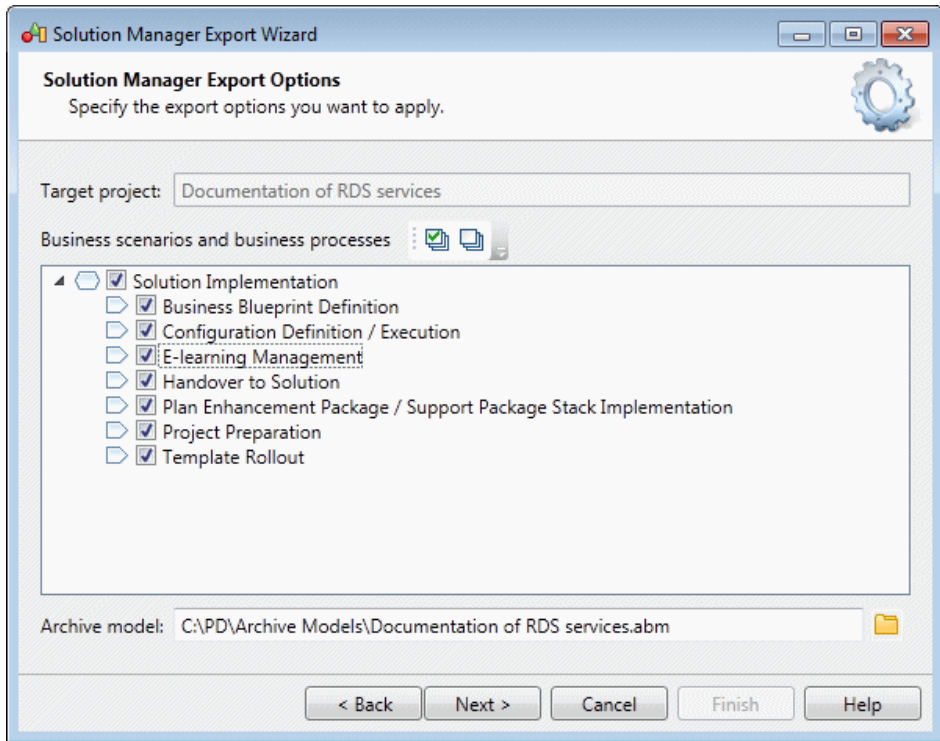 Solution Manager Export Wizard
Solution Manager Export Options
Specify the export options you want to apply.
Target project: Documentation of RDS services
Business scenarios and business processes
Solution Implementation
Business Blueprint Definition
Configuration Definition / Execution
E-learning Management
Handover to Solution
Plan Enhancement Package / Support Package Stack Implementation
Project Preparation
Template Rollout
Archive model: C:\PD\Archive Models\Documentation of RDS services.abm
< Back Next > Cancel Finish Help